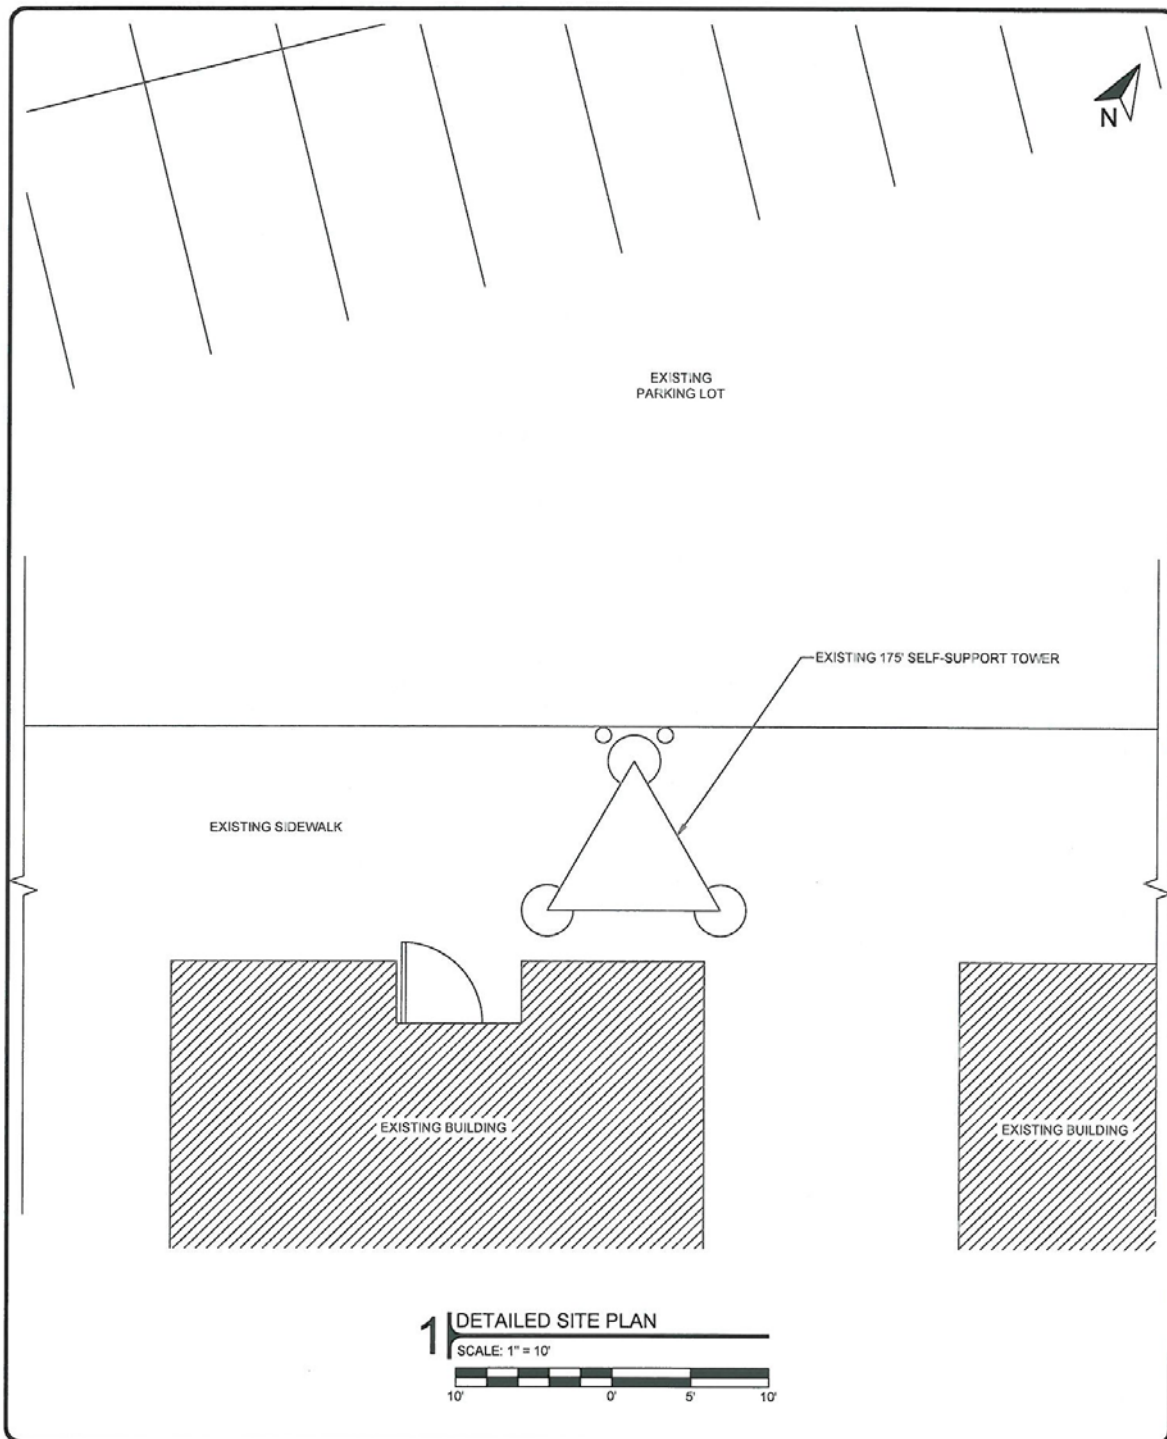 N
EXISTING
PARKING LOT
EXISTING 175' SELF-SUPPORT TOWER
EXISTING SIDEWALK
EXISTING BUILDING
EXISTING BUILDING
1
DETAILED SITE PLAN
SCALE: 1" = 10'
10' 0' 5' 10'